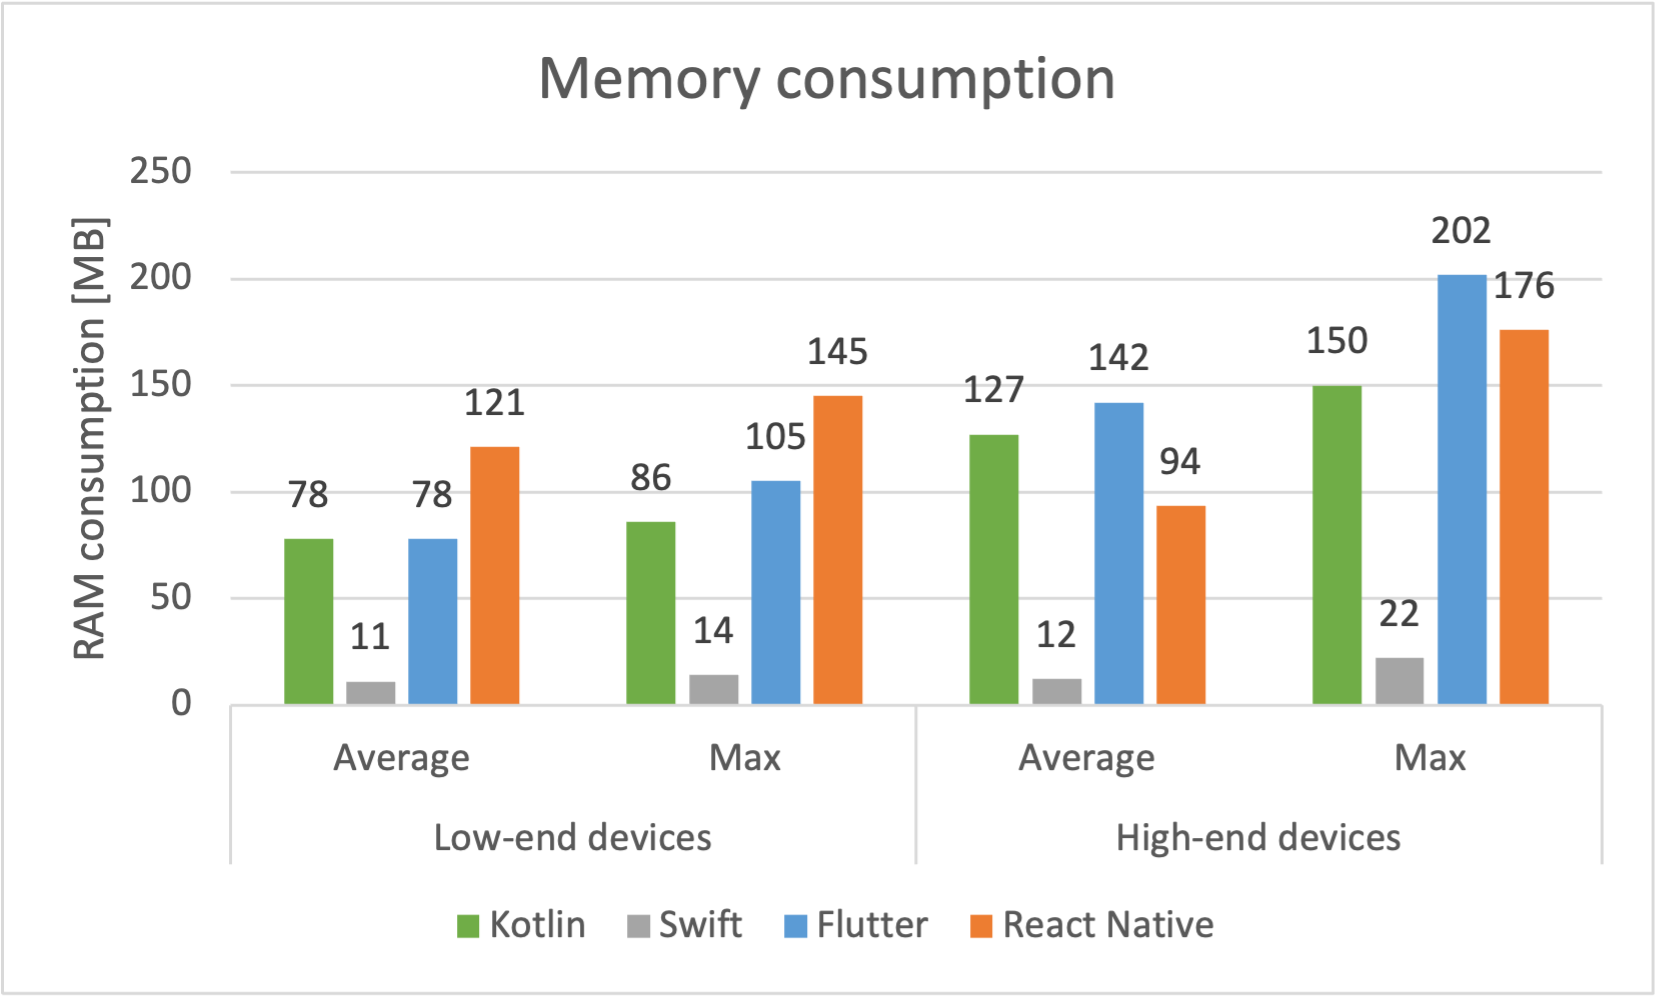 Memory consumption
RAM consumption [MB]
250
200
150
100
50
0
78
11
78
121
86
14
105
145
127
12
142
94
150
22
202
176
Average
Max
Average
Max
Low-end devices
High-end devices
Kotlin
Swift
Flutter
React Native